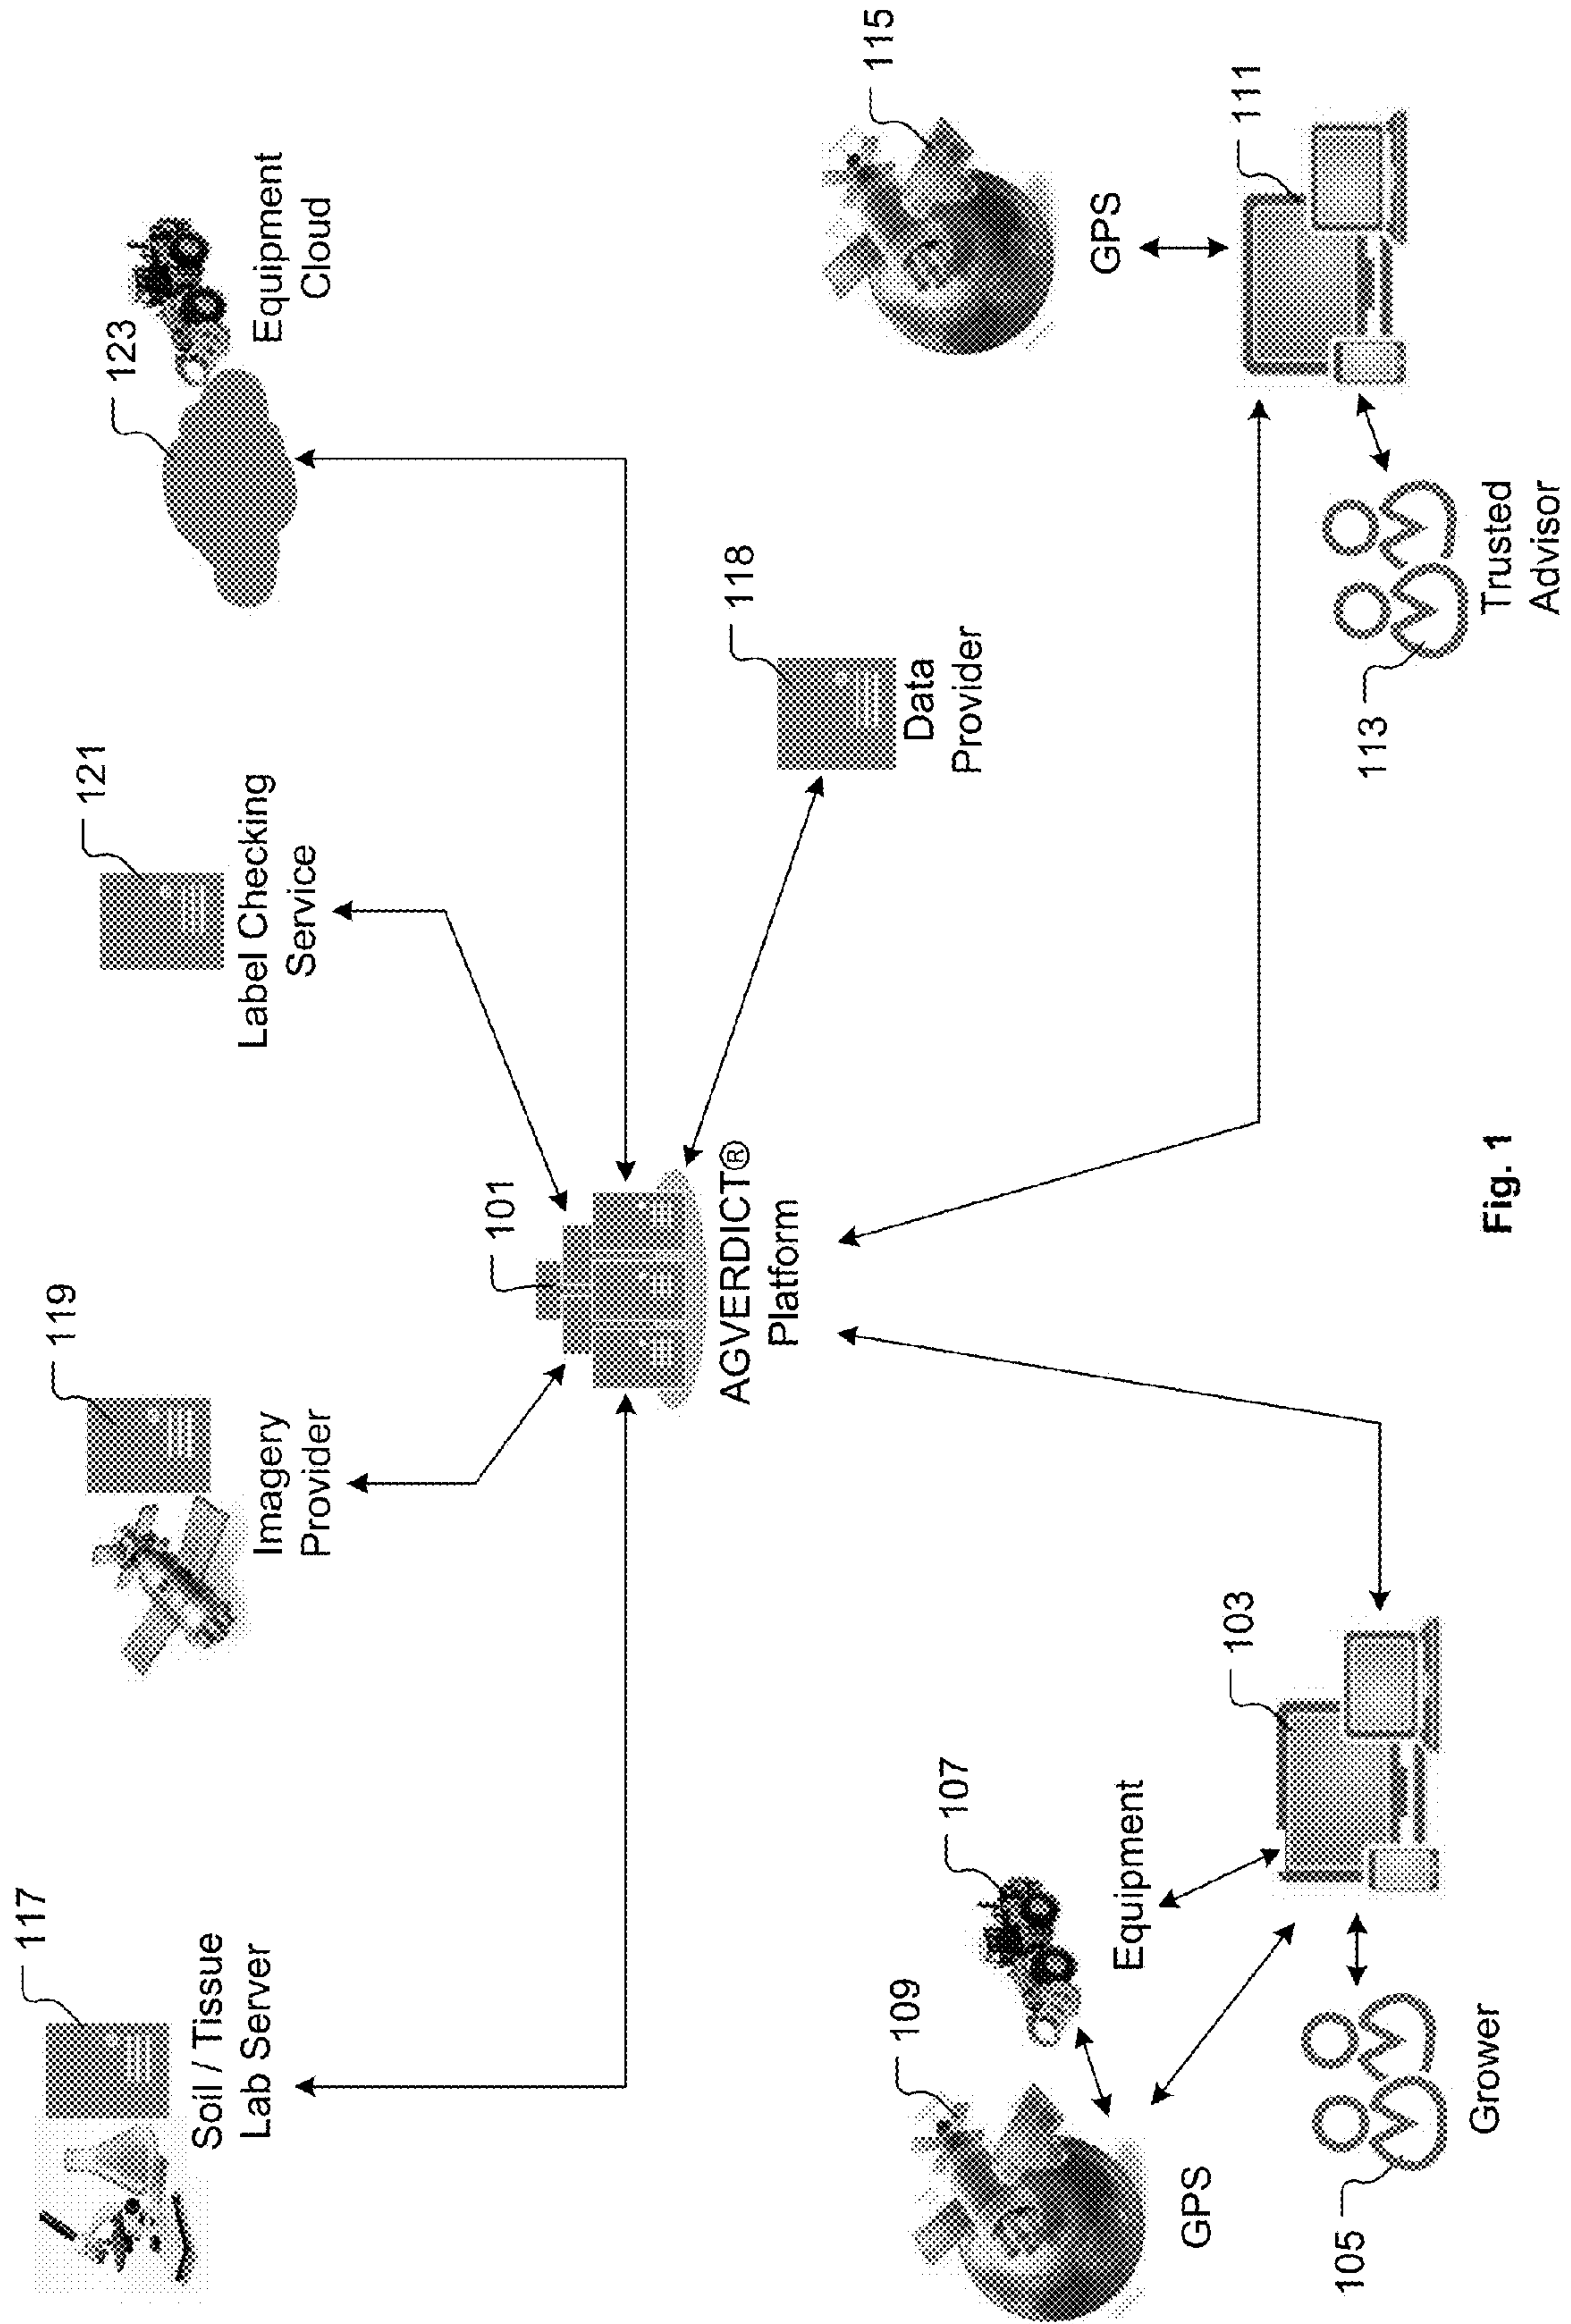 117
Soil / Tissue
Lab Server
119
Imagery
Provider
121
Label Checking
Service
123
Equipment
Cloud
101
AGVERDICT®
Platform
118
Data
Provider
109
GPS
107
Equipment
103
105
Grower
115
GPS
111
113
Trusted
Advisor
Fig. 1